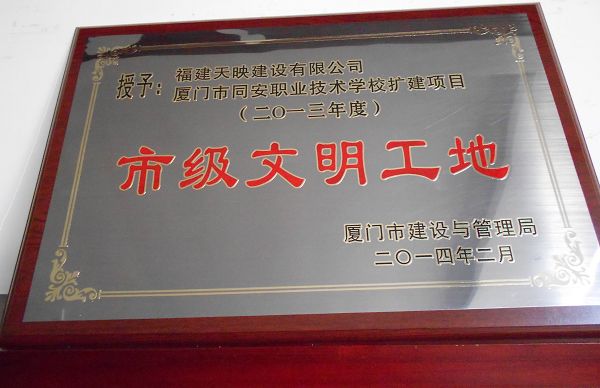 授予：福建天映建设有限公司
厦门市同安职业技术学校扩建项目
（二〇一三年度）
市级文明工地
厦门市建设与管理局
二〇一四年二月